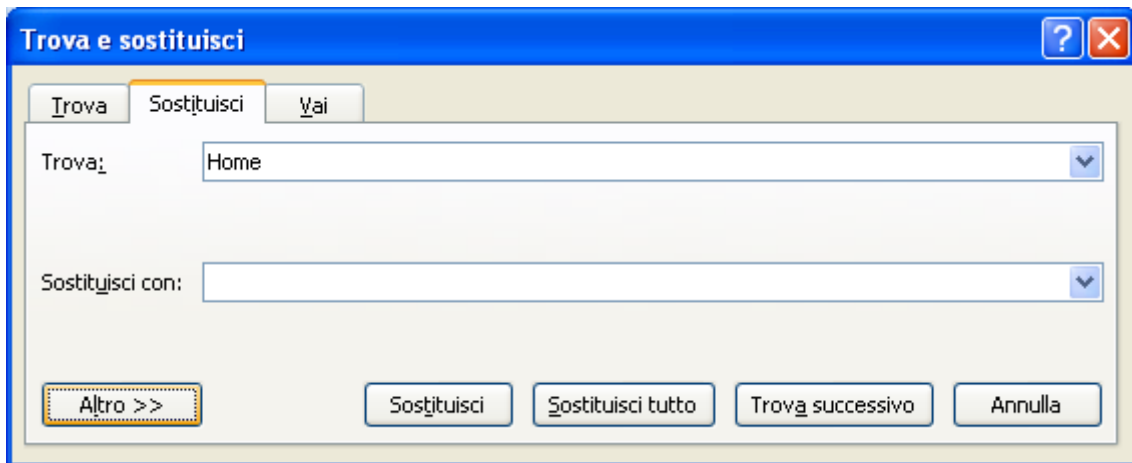 Trova e sostituisci
Trova Sostituisci Vai
Trova: Home
Sostituisci con:
Altro >> Sostituisci Sostituisci tutto Trova successivo Annulla